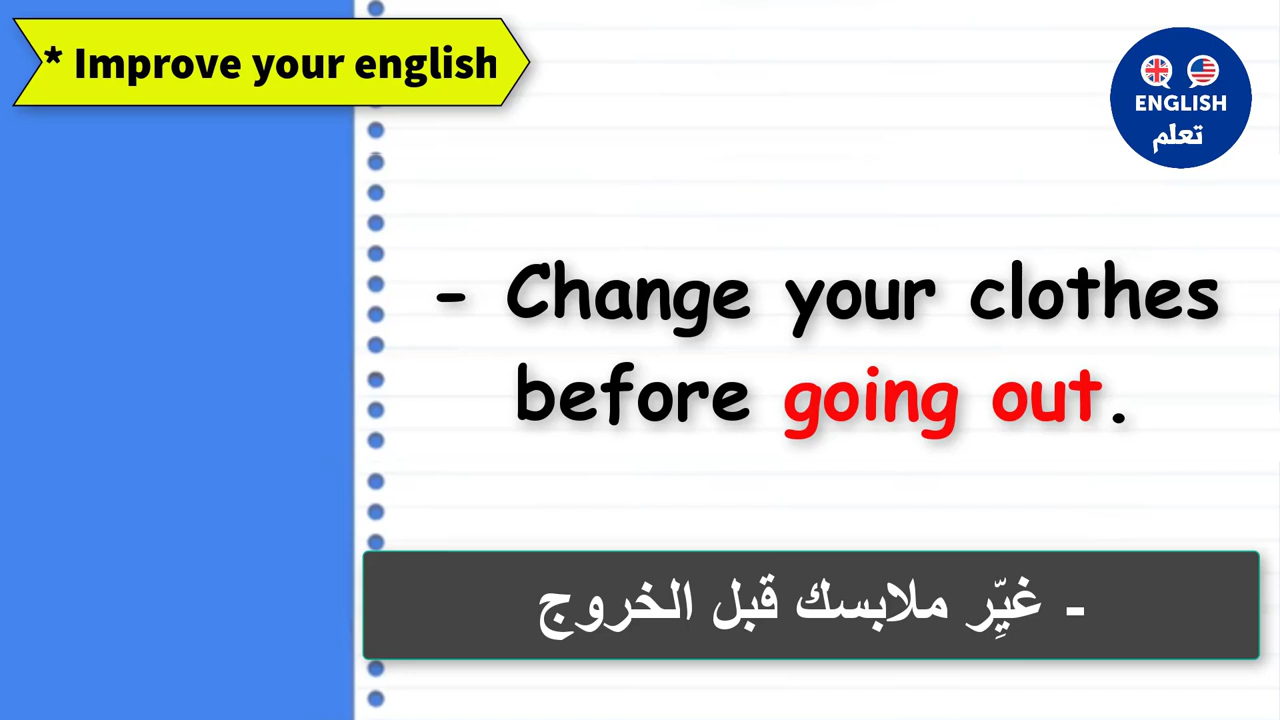 * Improve your english
ENGLISH
تعلم
- Change your clothes
before going out.
- غيِّر ملابسك قبل الخروج